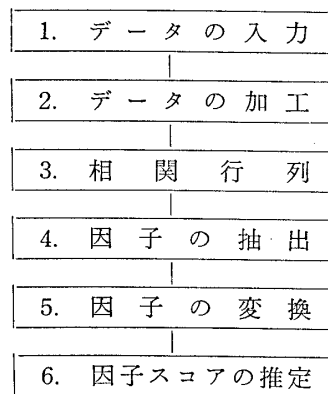 1. データの入力
2. データの加工
3. 相関行列
4. 因子の抽出
5. 因子の変換
6. 因子スコアの推定